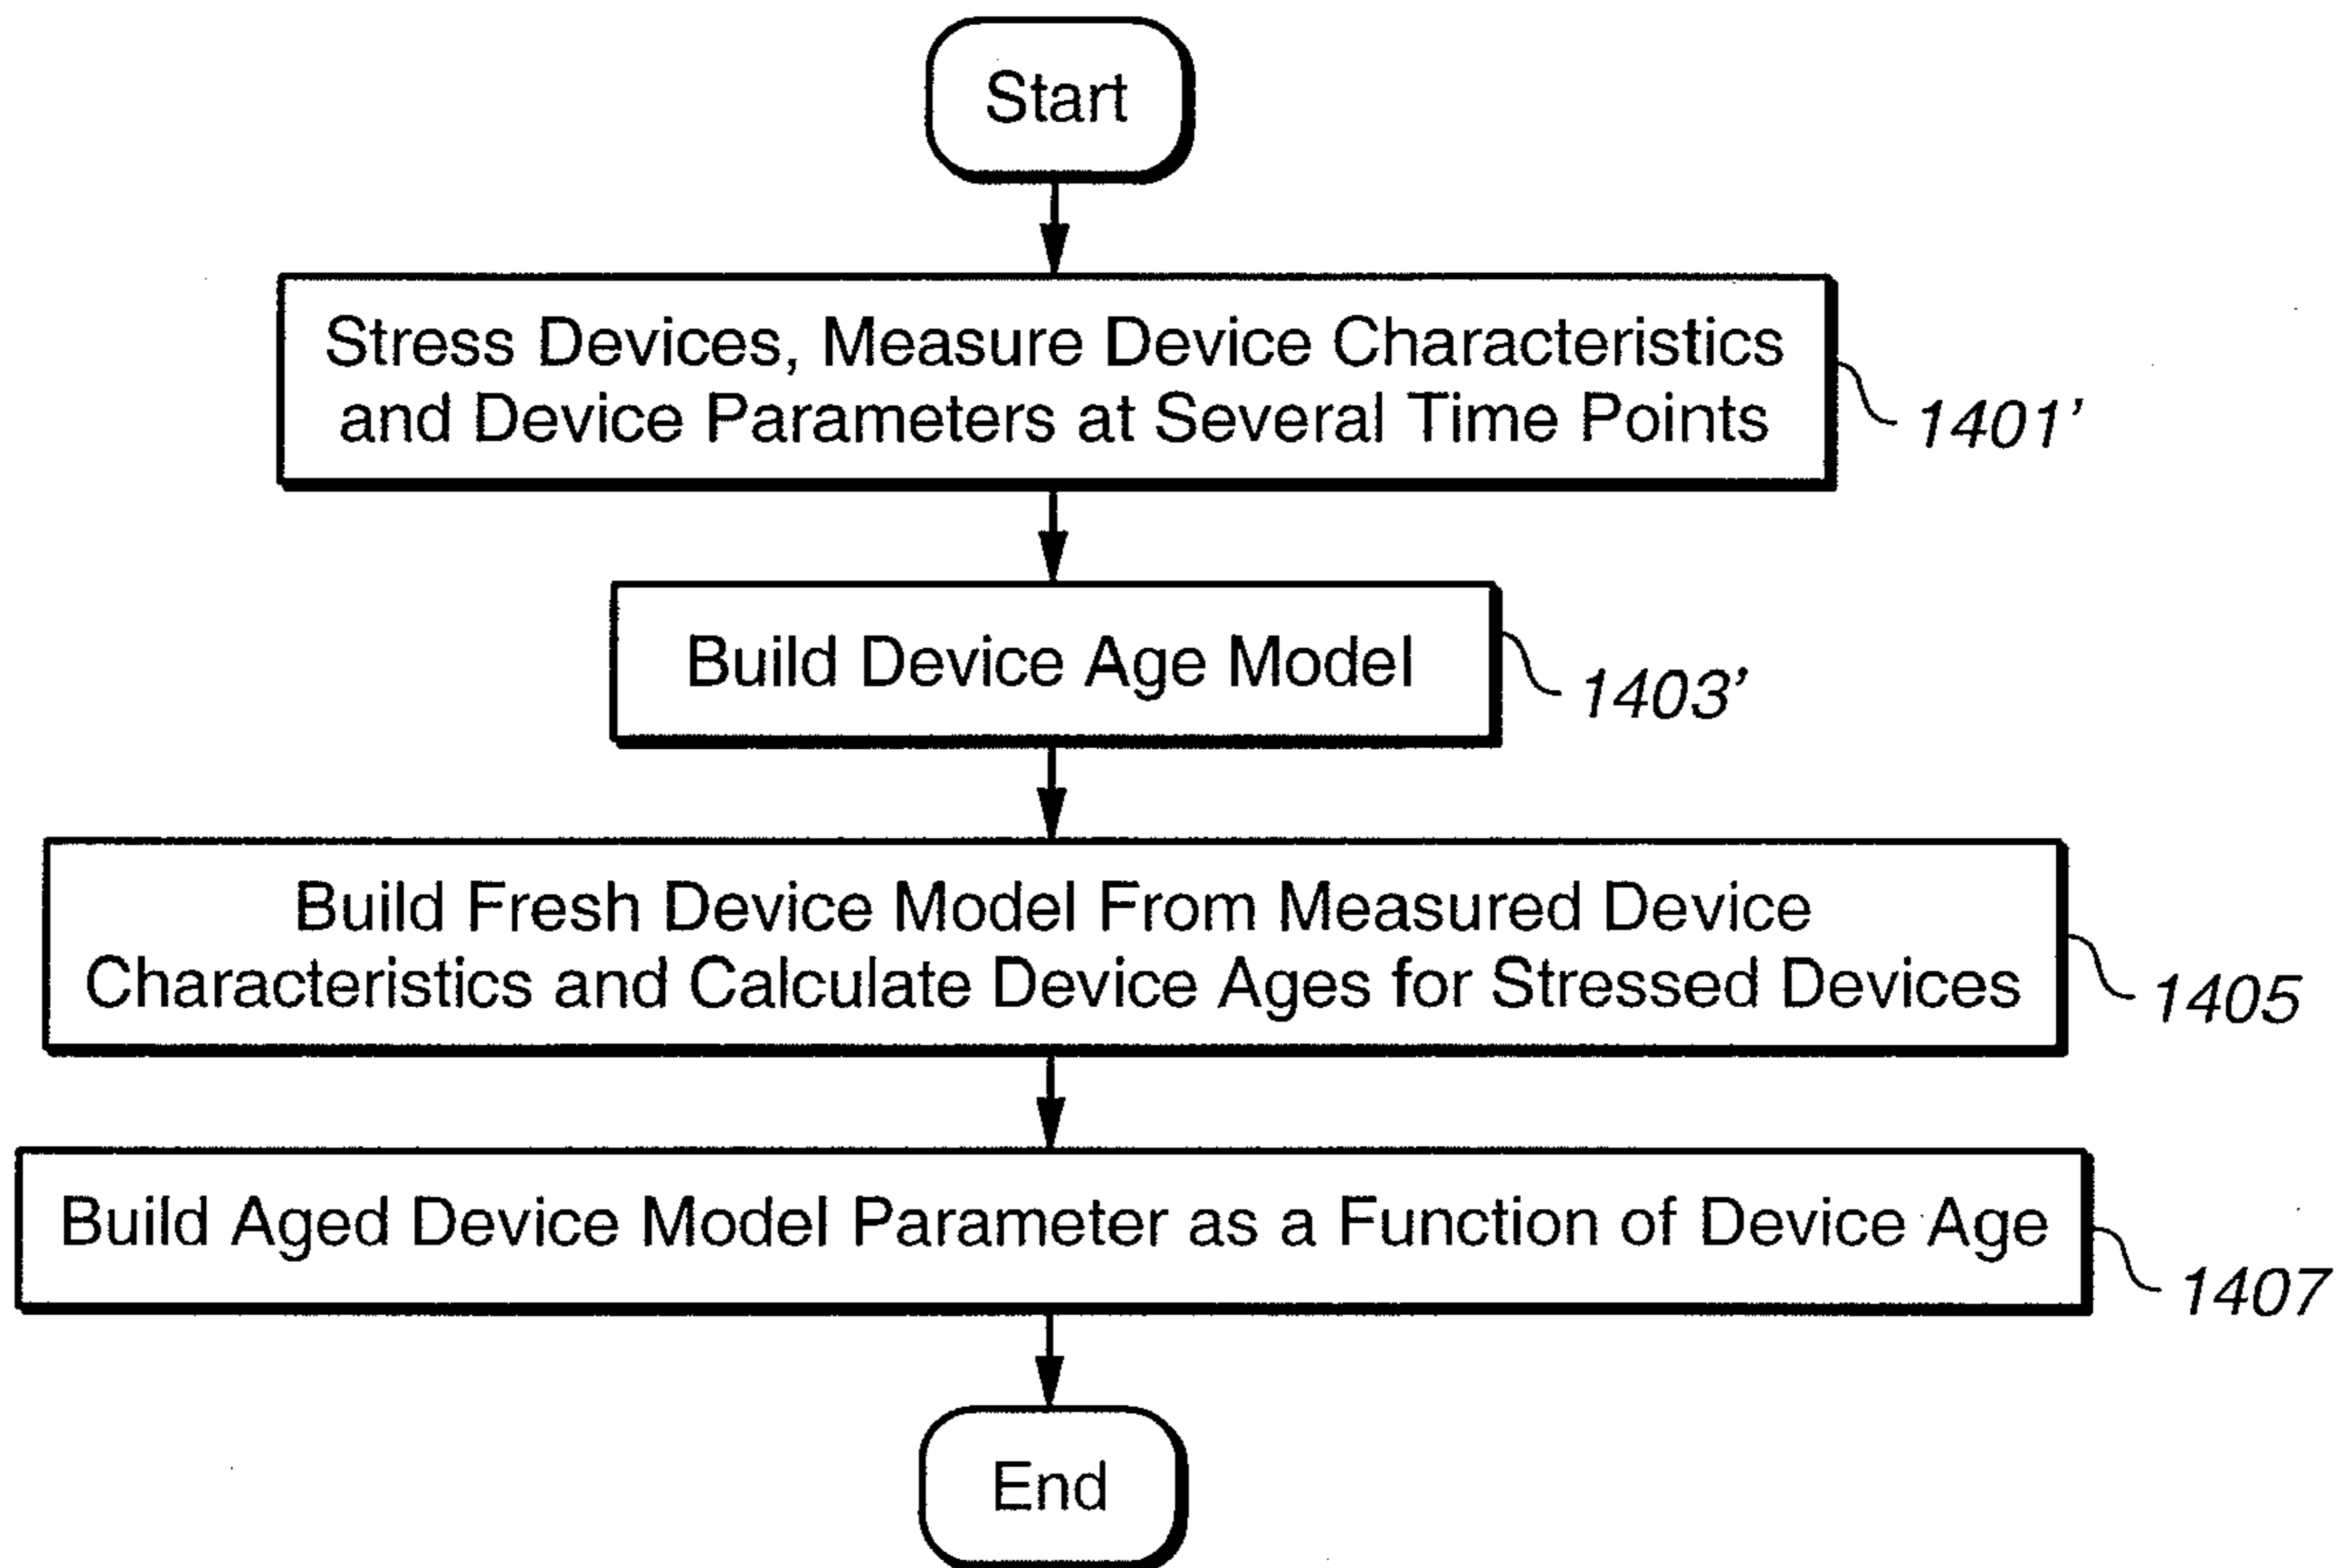 Start
Stress Devices, Measure Device Characteristics
and Device Parameters at Several Time Points
1401'
Build Device Age Model
1403'
Build Fresh Device Model From Measured Device
Characteristics and Calculate Device Ages for Stressed Devices
1405
Build Aged Device Model Parameter as a Function of Device Age
1407
End